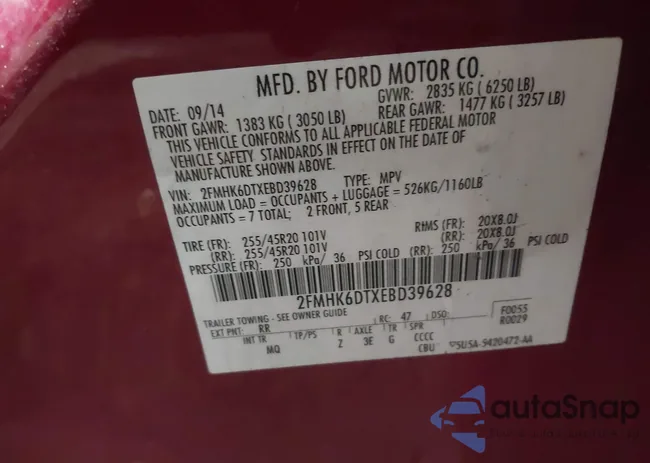 MFD. BY FORD MOTOR CO.
DATE: 09/14 GVWR: 2835 KG (6250 LB)
FRONT GAWR: 1383 KG (3050 LB) REAR GAWR: 1477 KG (3257 LB)
THIS VEHICLE CONFORMS TO ALL APPLICABLE FEDERAL MOTOR
VEHICLE SAFETY STANDARDS IN EFFECT ON THE DATE OF
MANUFACTURE SHOWN ABOVE.
VIN: 2FMHK6DTXEBD39628 TYPE: MPV
MAXIMUM LOAD = OCCUPANTS + LUGGAGE = 526KG/1160LB
OCCUPANTS = 7 TOTAL; 2 FRONT, 5 REAR
TIRE (FR): 255/45R20 101V RIMS (FR): 20X8.0J
(RR): 255/45R20 101V (RR): 20X8.0J
PRESSURE (FR): 250 kPa/ 36 PSI COLD (RR): 250 kPa/ 36 PSI COLD
2FMHK6DTXEBD39628
TRAILER TOWING - SEE OWNER GUIDE
EXT PNT: RR RC: 47 DSO: F0055
INT TR TP/PS R AXLE TR SPR R0029
MQ 2 3E G CCCC
CBU 5U5A-5420472-AA
autoSnap